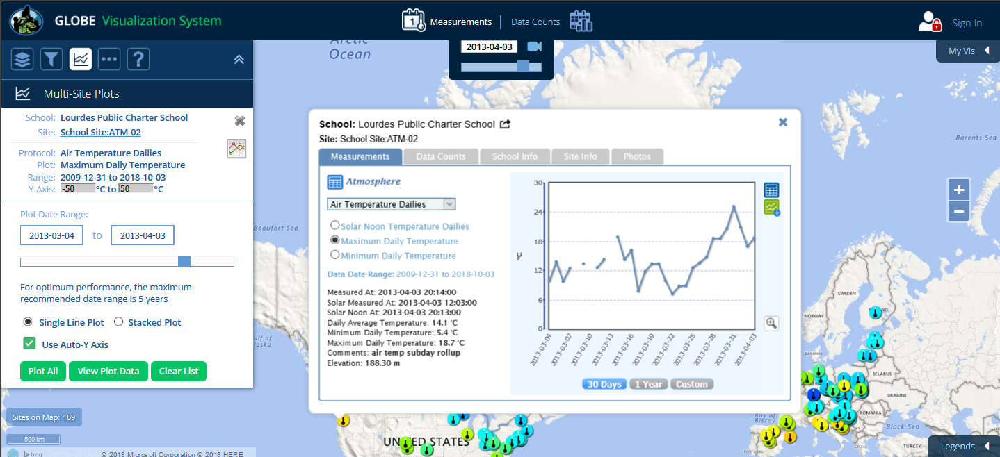 GLOBE Visualization System
1
Measurements
Data Counts
Sign In
Arctic
Ocean
2013-04-03
My Vis
?
Multi-Site Plots
School: Lourdes Public Charter School
Site: School Site:ATM-02
Protocol: Air Temperature Dailies
Plot: Maximum Daily Temperature
Range: 2009-12-31 to 2018-10-03
Y-Axis: -50 °C to 50 °C
Plot Date Range:
2013-03-04 to 2013-04-03
For optimum performance, the maximum
recommended date range is 5 years
Single Line Plot Stacked Plot
Use Auto-Y Axis
Plot All View Plot Data Clear List
Sites on Map: 189
500 km
bing
© 2018 Microsoft Corporation © 2018 HERE
School: Lourdes Public Charter School
Site: School Site:ATM-02
Measurements Data Counts School Info Site Info Photos
Atmosphere
Air Temperature Dailies
Solar Noon Temperature Dailies
Maximum Daily Temperature
Minimum Daily Temperature
Data Date Range: 2009-12-31 to 2018-10-03
Measured At: 2013-04-03 20:14:00
Solar Measured At: 2013-04-03 12:03:00
Solar Noon At: 2013-04-03 20:13:00
Daily Average Temperature: 14.1 °C
Minimum Daily Temperature: 5.4 °C
Maximum Daily Temperature: 18.7 °C
Comments: air temp subday rollup
Elevation: 188.30 m
30
24
18
12
6
0
°C
2013-03-04
2013-03-07
2013-03-10
2013-03-13
2013-03-16
2013-03-19
2013-03-22
2013-03-25
2013-03-28
2013-03-31
2013-04-03
30 Days 1 Year Custom
Beaufort Sea
Barents Sea
+
−
SWEDEN
NORWAY
DENMARK
BELARUS
UKRAINE
ROMANIA
Bay of
Biscay
Black Sea
PORTUGAL
GREECE
TURKEY
UNITED STATES
Legends